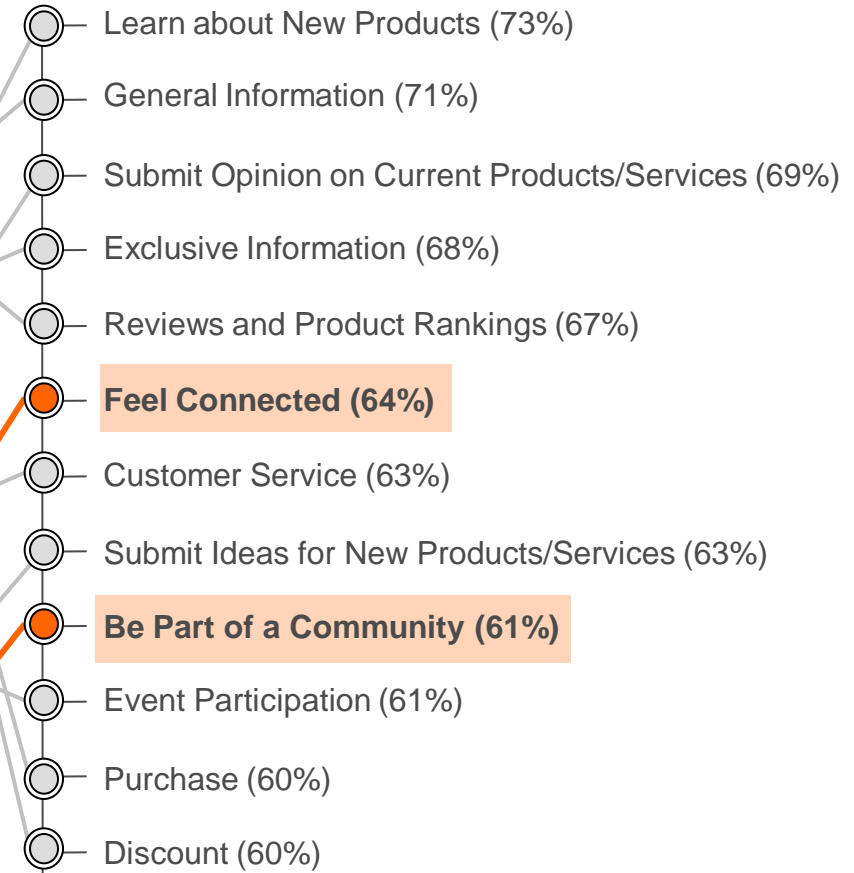 Learn about New Products (73%)
General Information (71%)
Submit Opinion on Current Products/Services (69%)
Exclusive Information (68%)
Reviews and Product Rankings (67%)
Feel Connected (64%)
Customer Service (63%)
Submit Ideas for New Products/Services (63%)
Be Part of a Community (61%)
Event Participation (61%)
Purchase (60%)
Discount (60%)